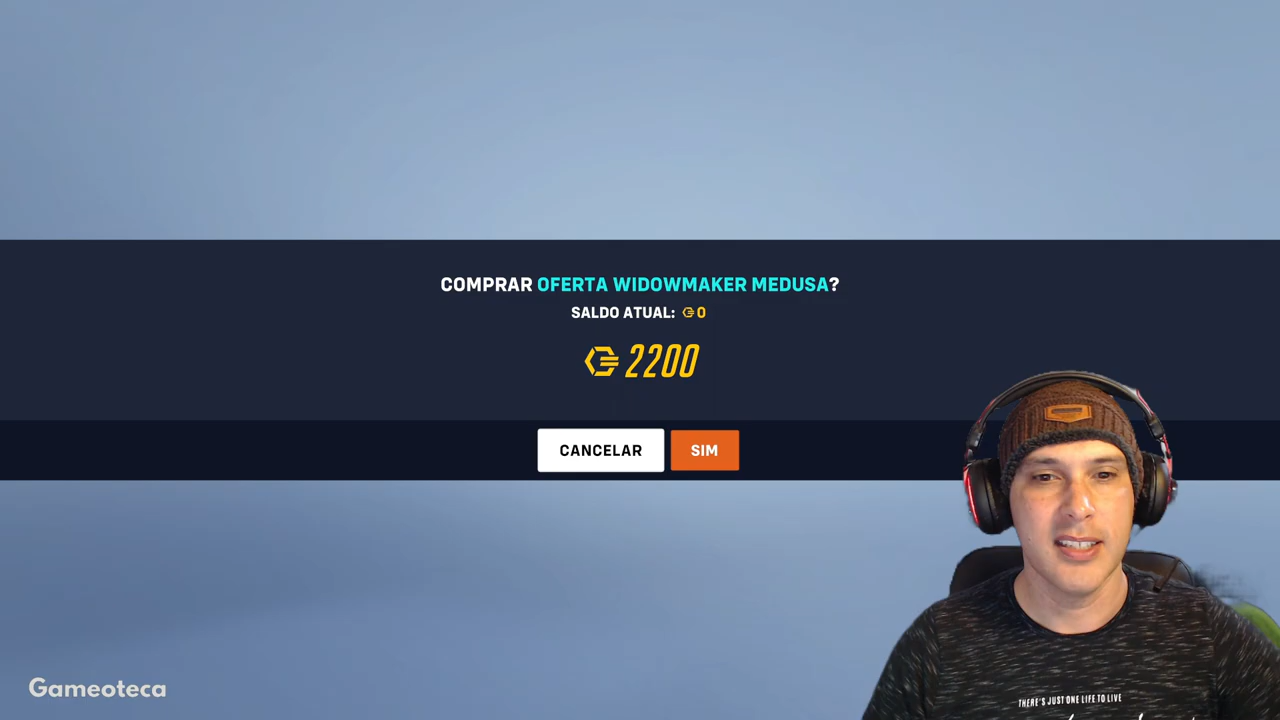 COMPRAR OFERTA WIDOWMAKER MEDUSA?
SALDO ATUAL: 0
2200
CANCELAR SIM
THERE'S JUST ONE LIFE TO LIVE
Gameoteca